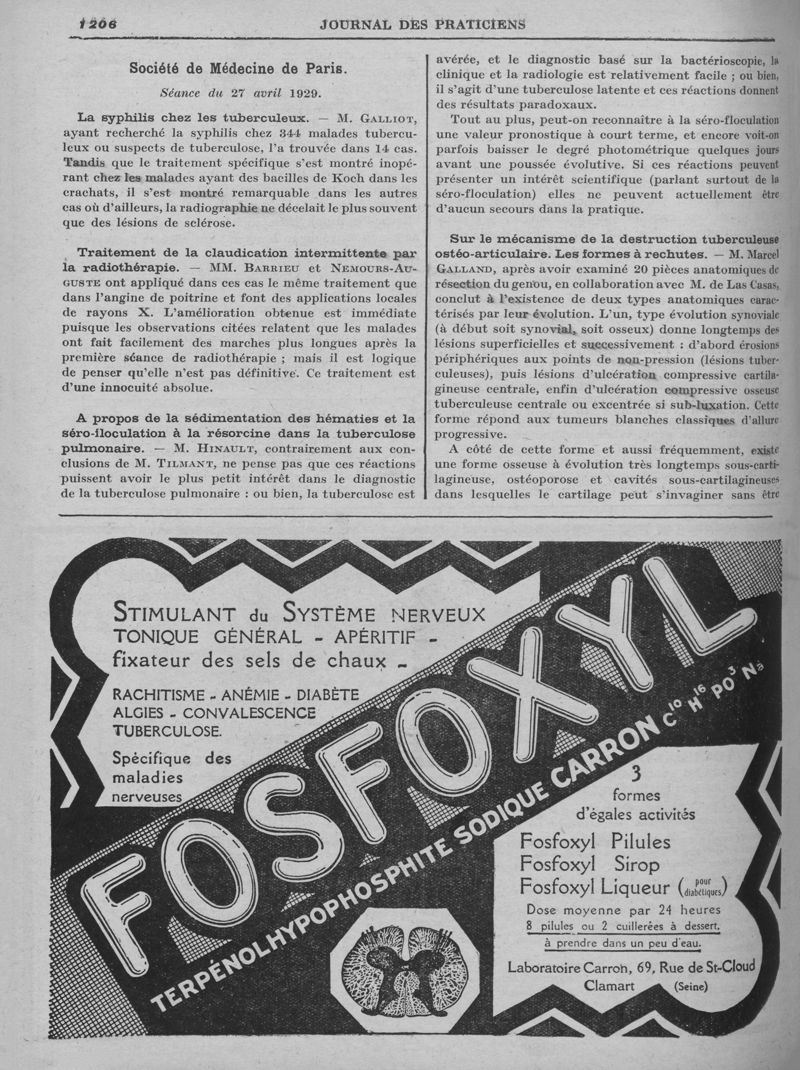 1206
JOURNAL DES PRATICIENS
Société de Médecine de Paris.
Séance du 27 avril 1929.
La syphilis chez les tuberculeux. — M. GALLIOT,
ayant recherché la syphilis chez 344 malades tubercu-
leux ou suspects de tuberculose, l'a trouvée dans 14 cas.
Tandis que le traitement spécifique s'est montré inopé-
rant chez les malades ayant des bacilles de Koch dans les
crachats, il s'est montré remarquable dans les autres
cas où d'ailleurs, la radiographie ne décelait le plus souvent
que des lésions de sclérose.
Traitement de la claudication intermittente par
la radiothérapie. — MM. BARRIEU et NEMOURS-AU-
GUSTE ont appliqué dans ces cas le même traitement que
dans l'angine de poitrine et font des applications locales
de rayons X. L'amélioration obtenue est immédiate
puisque les observations citées relatent que les malades
ont fait facilement des marches plus longues après la
première séance de radiothérapie ; mais il est logique
de penser qu'elle n'est pas définitive. Ce traitement est
d'une innocuité absolue.
A propos de la sédimentation des hématies et la
séro-floculation à la résorcine dans la tuberculose
pulmonaire. — M. HINAULT, contrairement aux con-
clusions de M. TILMANT, ne pense pas que ces réactions
puissent avoir le plus petit intérêt dans le diagnostic
de la tuberculose pulmonaire : ou bien, la tuberculose est
avérée, et le diagnostic basé sur la bactérioscopie, la
clinique et la radiologie est relativement facile ; ou bien,
il s'agit d'une tuberculose latente et ces réactions donnent
des résultats paradoxaux.
Tout au plus, peut-on reconnaître à la séro-floculation
une valeur pronostique à court terme, et encore voit-on
parfois baisser le degré photométrique quelques jours
avant une poussée évolutive. Si ces réactions peuvent
présenter un intérêt scientifique (parlant surtout de la
séro-floculation) elles ne peuvent actuellement être
d'aucun secours dans la pratique.
Sur le mécanisme de la destruction tuberculeuse
ostéo-articulaire. Les formes à rechutes. — M. Marcel
GALLAND, après avoir examiné 20 pièces anatomiques de
résection du genou, en collaboration avec M. de Las Casas,
conclut à l'existence de deux types anatomiques carac-
térisés par leur évolution. L'un, type évolution synoviale
(à début soit synovial, soit osseux) donne longtemps des
lésions superficielles et successivement : d'abord érosions
périphériques aux points de non-pression (lésions tuber-
culeuses), puis lésions d'ulcération compressive cartila-
gineuse centrale, enfin d'ulcération compressive osseuse
tuberculeuse centrale ou excentrée si sub-luxation. Cette
forme répond aux tumeurs blanches classiques d'allure
progressive.
A côté de cette forme et aussi fréquemment, existe
une forme osseuse à évolution très longtemps sous-carti-
lagineuse, ostéoporose et cavités sous-cartilagineuses
dans lesquelles le cartilage peut s'invaginer sans être
STIMULANT du SYSTÈME NERVEUX
TONIQUE GÉNÉRAL - APÉRITIF -
fixateur des sels de chaux -
RACHITISME - ANÉMIE - DIABÈTE
ALGIES - CONVALESCENCE
TUBERCULOSE.
Spécifique des
maladies
nerveuses
FOSFOXYL
TERPÉNOLHYPOPHOSPHITE SODIQUE CARRON C10 H16 PO3 Na
3
formes
d'égales activités
Fosfoxyl Pilules
Fosfoxyl Sirop
Fosfoxyl Liqueur (pour diabétiques)
Dose moyenne par 24 heures
8 pilules ou 2 cuillerées à dessert,
à prendre dans un peu d'eau.
Laboratoire Carron, 69, Rue de St-Cloud
Clamart (Seine)